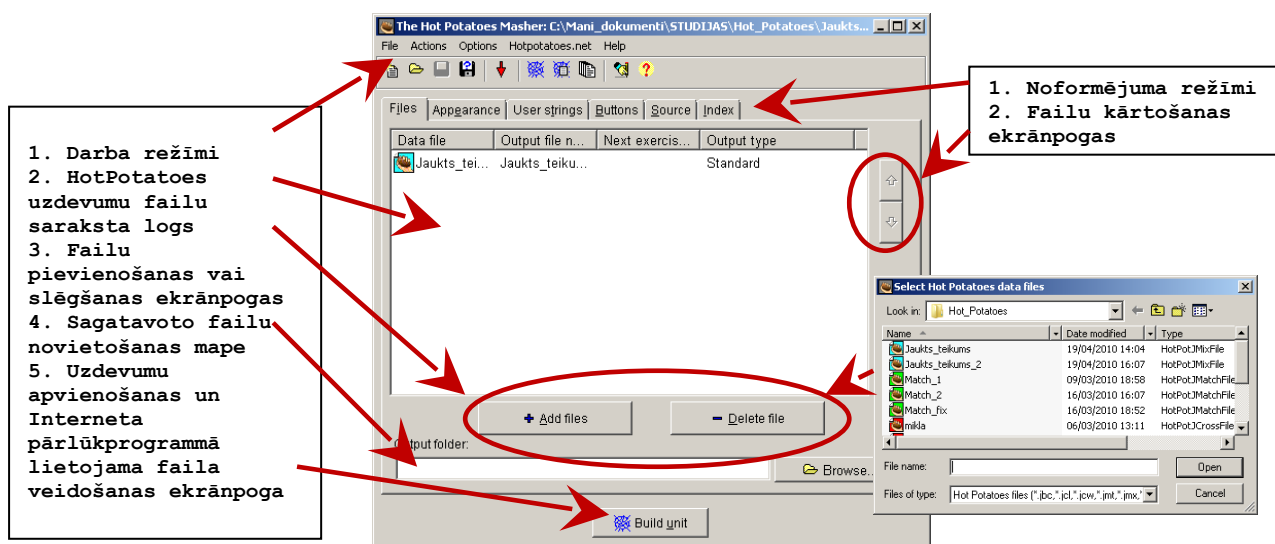 The Hot Potatoes Masher: C:\Mani_dokumenti\STUDIJAS\Hot_Potatoes\Jaukts...
File Actions Options Hotpotatoes.net Help
Files Appearance User strings Buttons Source Index
Data file Output file n... Next exercis... Output type
Jaukts_tei... Jaukts_teiku... Standard
+ Add files - Delete file
Output folder:
Browse..
Build unit
1. Darba režīmi
2. HotPotatoes
uzdevumu failu
saraksta logs
3. Failu
pievienošanas vai
slēgšanas ekrānpogas
4. Sagatavoto failu
novietošanas mape
5. Uzdevumu
apvienošanas un
Interneta
pārlūkprogrammā
lietojama faila
veidošanas ekrānpoga
1. Noformējuma režīmi
2. Failu kārtošanas
ekrānpogas
Select Hot Potatoes data files
Look in: Hot_Potatoes
Name Date modified Type
Jaukts_teikums 19/04/2010 14:04 HotPotJMixFile
Jaukts_teikums_2 19/04/2010 16:07 HotPotJMixFile
Match_1 09/03/2010 18:58 HotPotJMatchFile
Match_2 16/03/2010 16:07 HotPotJMatchFile
Match_fix 16/03/2010 18:52 HotPotJMatchFile
mikla 06/03/2010 13:11 HotPotJCrossFile
File name: Open
Files of type: Hot Potatoes files (*.jbc,*.jcl,*.jcw,*.jmt,*.jmx,* Cancel